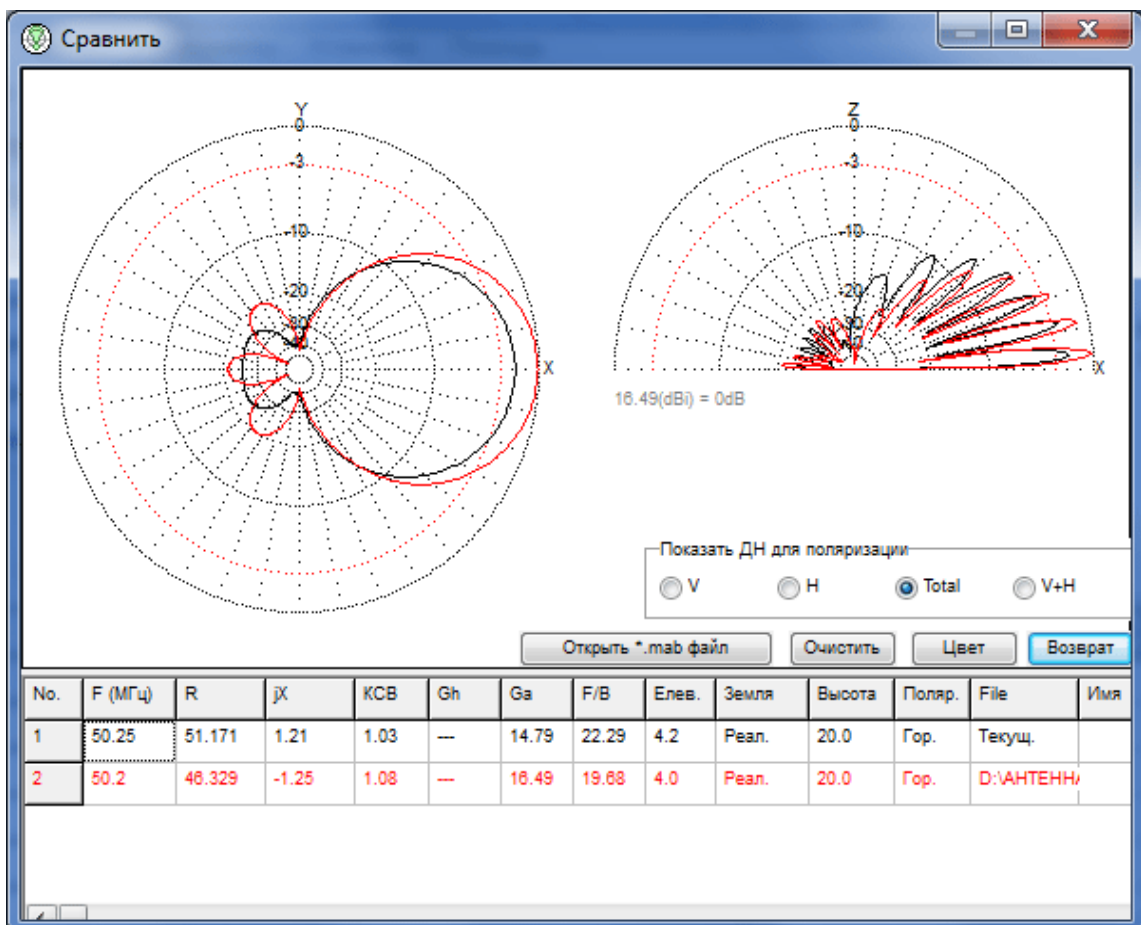 Сравнить
Y
0
-3
-10
-20
-30
X
Z
0
-3
-10
-20
X
16.49(dBi) = 0dB
Показать ДН для поляризации
V H Total V+H
Открыть *.mab файл Очистить Цвет Возврат
No. F (МГц) R jX КСВ Gh Ga F/B Елев. Земля Высота Поляр. File Имя
1 50.25 51.171 1.21 1.03 --- 14.79 22.29 4.2 Реал. 20.0 Гор. Текущ.
2 50.2 46.329 -1.25 1.08 --- 16.49 19.68 4.0 Реал. 20.0 Гор. D:\АНТЕНН